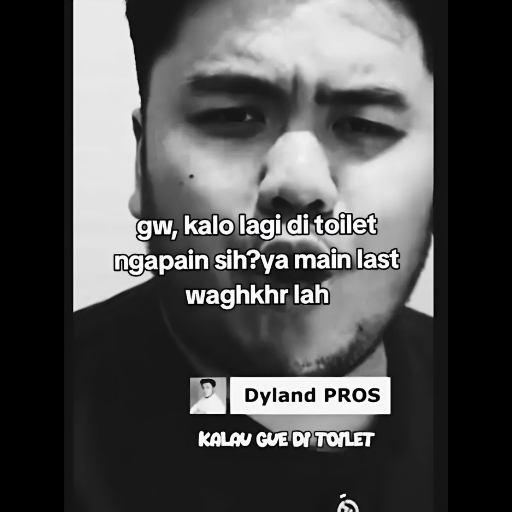 gw, kalo lagi di toilet
ngapain sih?ya main last
waghkhr lah
Dyland PROS
KALAU GUE DI TOILET